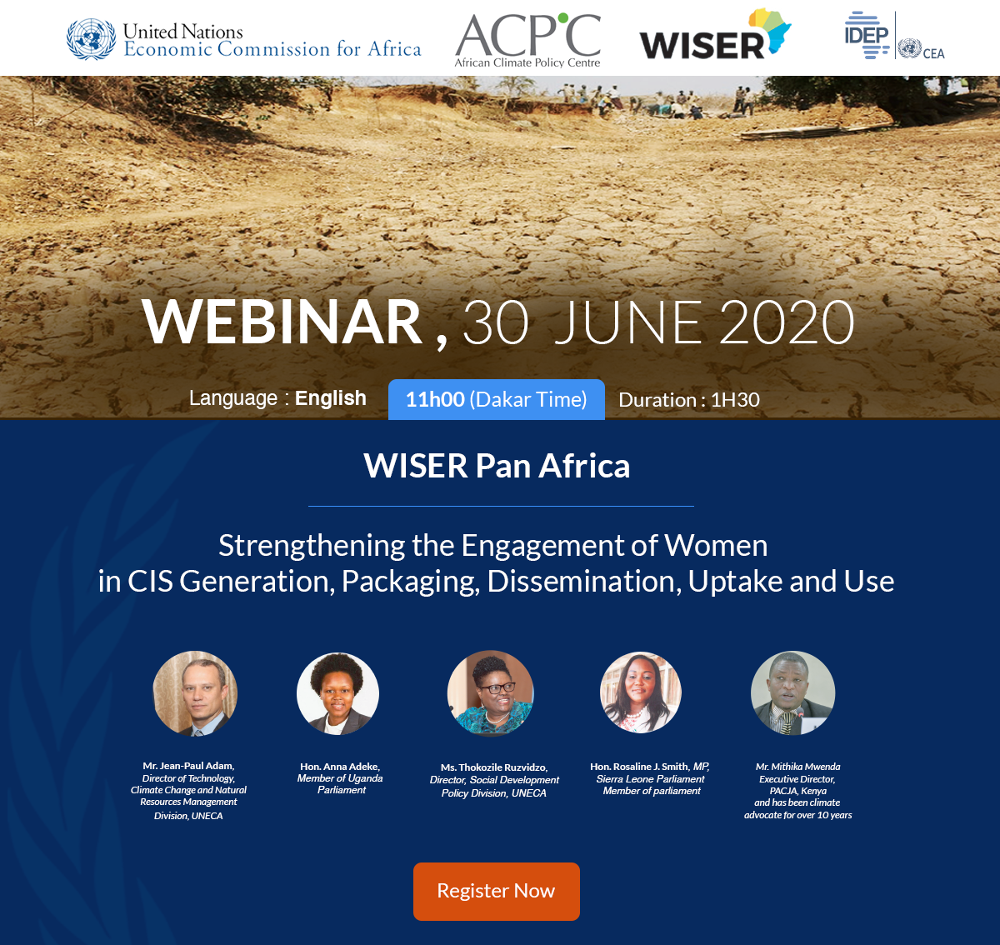 United Nations
Economic Commission for Africa
ACPC
African Climate Policy Centre
WISER
IDEP
CEA
WEBINAR , 30 JUNE 2020
Language : English
11h00 (Dakar Time)
Duration : 1H30
WISER Pan Africa
Strengthening the Engagement of Women
in CIS Generation, Packaging, Dissemination, Uptake and Use
Mr. Jean-Paul Adam,
Director of Technology,
Climate Change and Natural
Resources Management
Division, UNECA
Hon. Anna Adeke,
Member of Uganda
Parliament
Ms. Thokozile Ruzvidzo,
Director, Social Development
Policy Division, UNECA
Hon. Rosaline J. Smith, MP,
Sierra Leone Parliament
Member of parliament
Mr. Mithika Mwenda
Executive Director,
PACJA, Kenya
and has been climate
advocate for over 10 years
Register Now